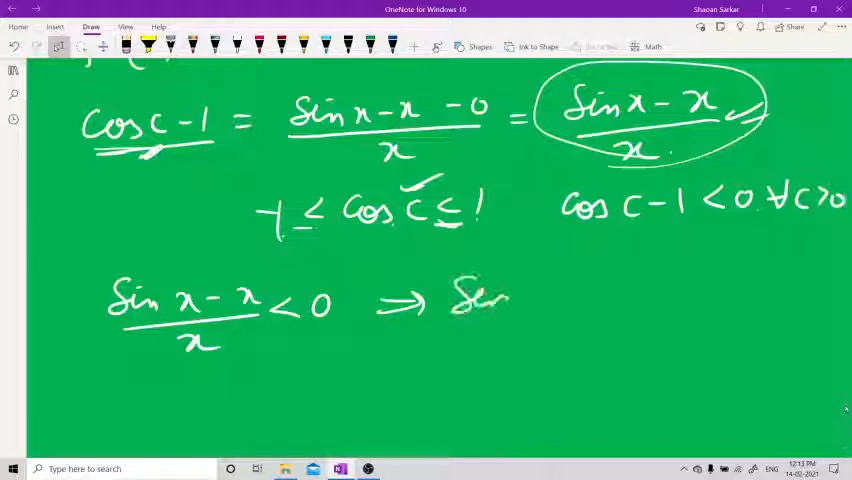 OneNote for Windows 10
Shaoan Sarkar
Home Insert Draw View Help
Share
Shapes Ink to Shape Math
cos c - 1 = (Sin x - x - 0) / x = (Sin x - x) / x
-1 ≤ cos c ≤ 1 cos c - 1 < 0 ∀ c > 0
(Sin x - x) / x < 0 ⇒ Sin
Type here to search
ENG
12:13 PM
14-02-2021